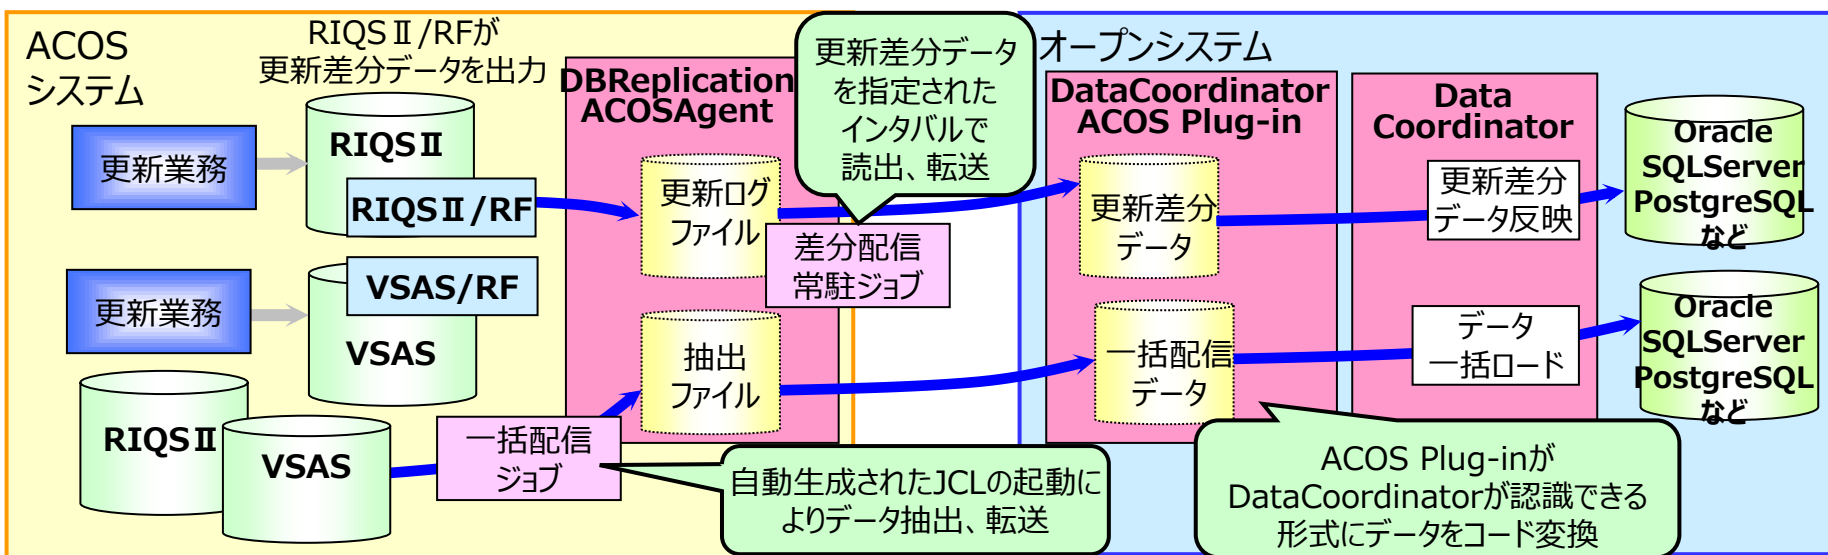 ACOS
システム
RIQSⅡ/RFが
更新差分データを出力
更新業務
RIQSⅡ
RIQSⅡ/RF
更新業務
VSAS/RF
VSAS
RIQSⅡ
VSAS
一括配信
ジョブ
DBReplication
ACOSAgent
更新ログ
ファイル
抽出
ファイル
差分配信
常駐ジョブ
更新差分データ
を指定された
インタバルで
読出、転送
自動生成されたJCLの起動に
よりデータ抽出、転送
オープンシステム
DataCoordinator
ACOS Plug-in
更新差分
データ
一括配信
データ
Data
Coordinator
更新差分
データ反映
データ
一括ロード
Oracle
SQLServer
PostgreSQL
など
Oracle
SQLServer
PostgreSQL
など
ACOS Plug-inが
DataCoordinatorが認識できる
形式にデータをコード変換